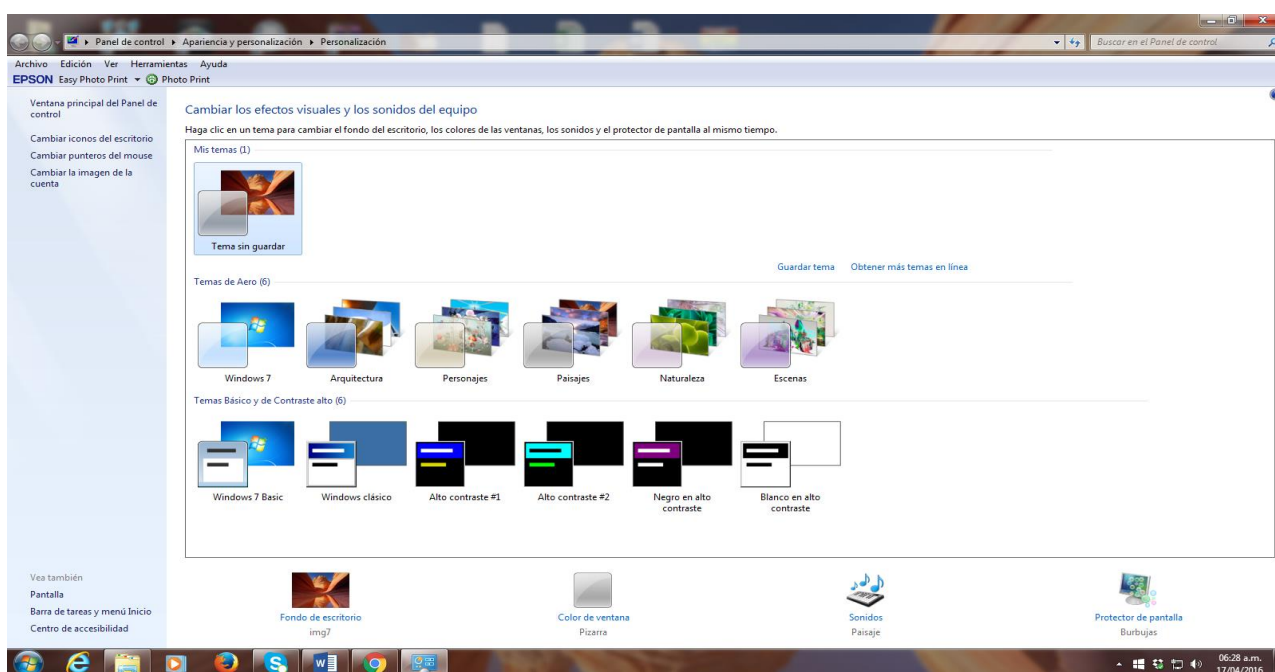 Panel de control ▸ Apariencia y personalización ▸ Personalización
Buscar en el Panel de control
Archivo Edición Ver Herramientas Ayuda
EPSON Easy Photo Print Photo Print
Ventana principal del Panel de
control
Cambiar iconos del escritorio
Cambiar punteros del mouse
Cambiar la imagen de la
cuenta
Cambiar los efectos visuales y los sonidos del equipo
Haga clic en un tema para cambiar el fondo del escritorio, los colores de las ventanas, los sonidos y el protector de pantalla al mismo tiempo.
Mis temas (1)
Tema sin guardar
Guardar tema Obtener más temas en línea
Temas de Aero (6)
Windows 7 Arquitectura Personajes Paisajes Naturaleza Escenas
Temas Básico y de Contraste alto (6)
Windows 7 Basic Windows clásico Alto contraste #1 Alto contraste #2 Negro en alto Blanco en alto
contraste contraste
Vea también
Pantalla
Barra de tareas y menú Inicio
Centro de accesibilidad
Fondo de escritorio Color de ventana Sonidos Protector de pantalla
img7 Pizarra Paisaje Burbujas
06:28 a.m.
17/04/2016